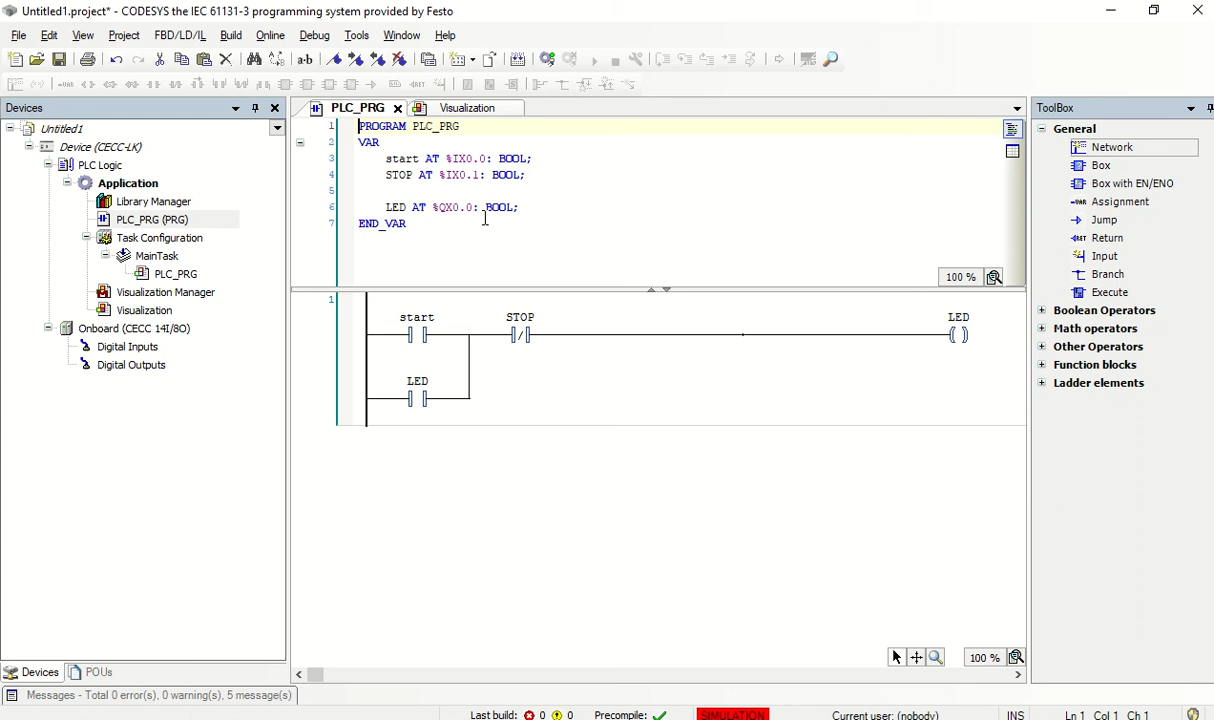 Untitled1.project* - CODESYS the IEC 61131-3 programming system provided by Festo
File Edit View Project FBD/LD/IL Build Online Debug Tools Window Help
Devices
Untitled1
Device (CECC-LK)
PLC Logic
Application
Library Manager
PLC_PRG (PRG)
Task Configuration
MainTask
PLC_PRG
Visualization Manager
Visualization
Onboard (CECC 14I/8O)
Digital Inputs
Digital Outputs
Devices POUs
PLC_PRG Visualization
1 PROGRAM PLC_PRG
2 VAR
3 start AT %IX0.0: BOOL;
4 STOP AT %IX0.1: BOOL;
5
6 LED AT %QX0.0: BOOL;
7 END_VAR
100 %
1
start STOP LED
LED
100 %
ToolBox
General
Network
Box
Box with EN/ENO
-VAR Assignment
Jump
Return
Input
Branch
Execute
Boolean Operators
Math operators
Other Operators
Function blocks
Ladder elements
Messages - Total 0 error(s), 0 warning(s), 5 message(s)
Last build: 0 0 Precompile: SIMULATION Current user: (nobody) INS Ln 1 Col 1 Ch 1